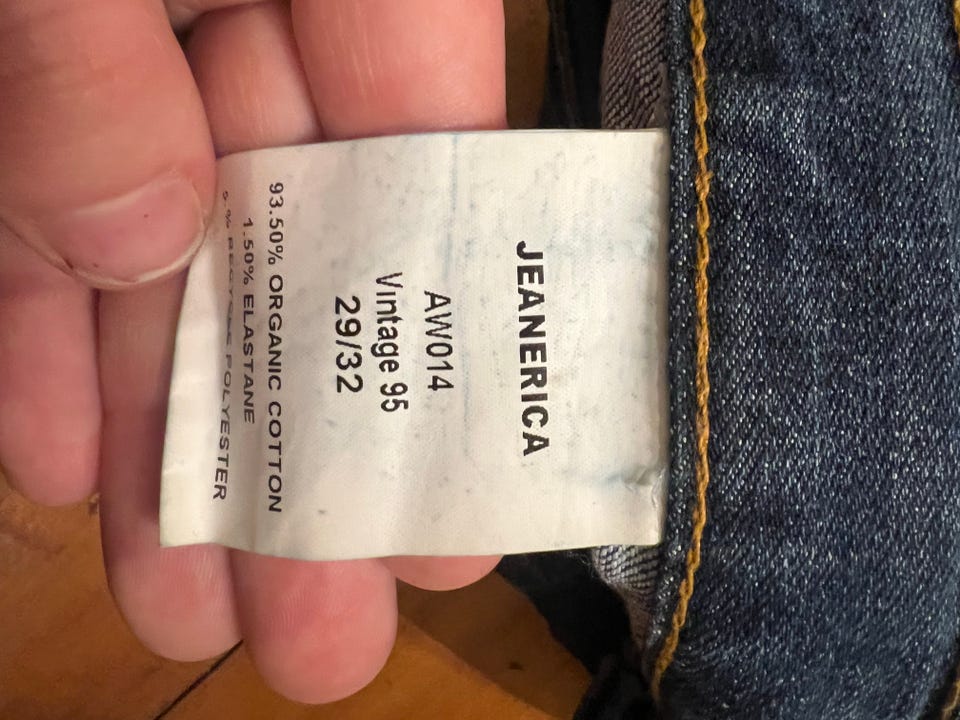 JEANERICA
AW014
Vintage 95
29/32
93.50% ORGANIC COTTON
1.50% ELASTANE
POLYESTER